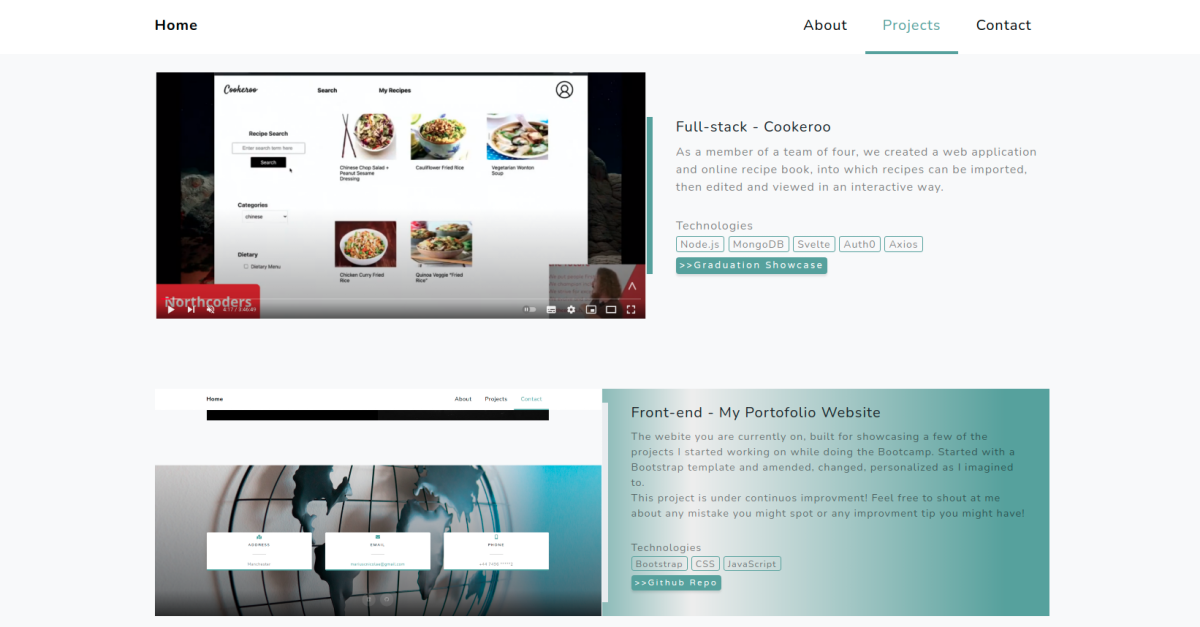 Home
About
Projects
Contact
Cookeroo
Search
My Recipes
Recipe Search
Enter search term here
Search
Categories
chinese
Dietary
Dietary Menu
Chinese Chop Salad +
Peanut Sesame
Dressing
Cauliflower Fried Rice
Vegetarian Wonton
Soup
Chicken Curry Fried
Rice
Quinoa Veggie "Fried
Rice"
Northcoders
Full-stack - Cookeroo
As a member of a team of four, we created a web application
and online recipe book, into which recipes can be imported,
then edited and viewed in an interactive way.
Technologies
Node.js
MongoDB
Svelte
Auth0
Axios
>>Graduation Showcase
Home
About
Projects
Contact
ADDRESS
Manchester
EMAIL
PHONE
Front-end - My Portofolio Website
The webite you are currently on, built for showcasing a few of the
projects I started working on while doing the Bootcamp. Started with a
Bootstrap template and amended, changed, personalized as I imagined
to.
This project is under continuos improvment! Feel free to shout at me
about any mistake you might spot or any improvment tip you might have!
Technologies
Bootstrap
CSS
JavaScript
>>Github Repo